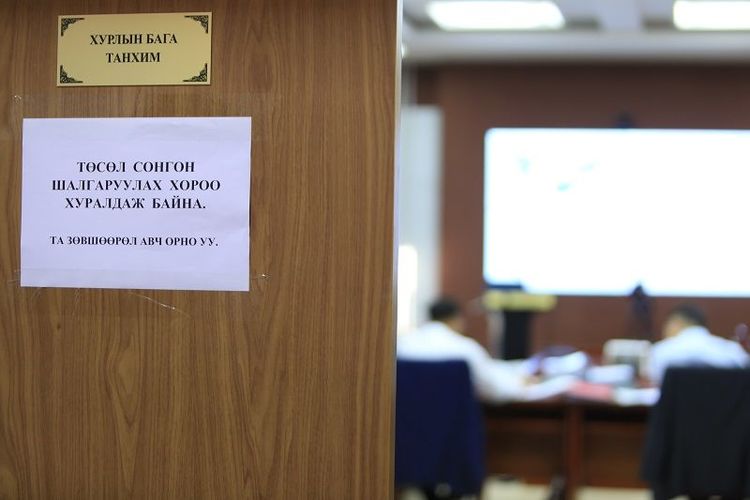 ХУРЛЫН БАГА
ТАНХИМ
ТӨСӨЛ СОНГОН
ШАЛГАРУУЛАХ ХОРОО
ХУРАЛДАЖ БАЙНА.
ТА ЗӨВШӨӨРӨЛ АВЧ ОРНО УУ.